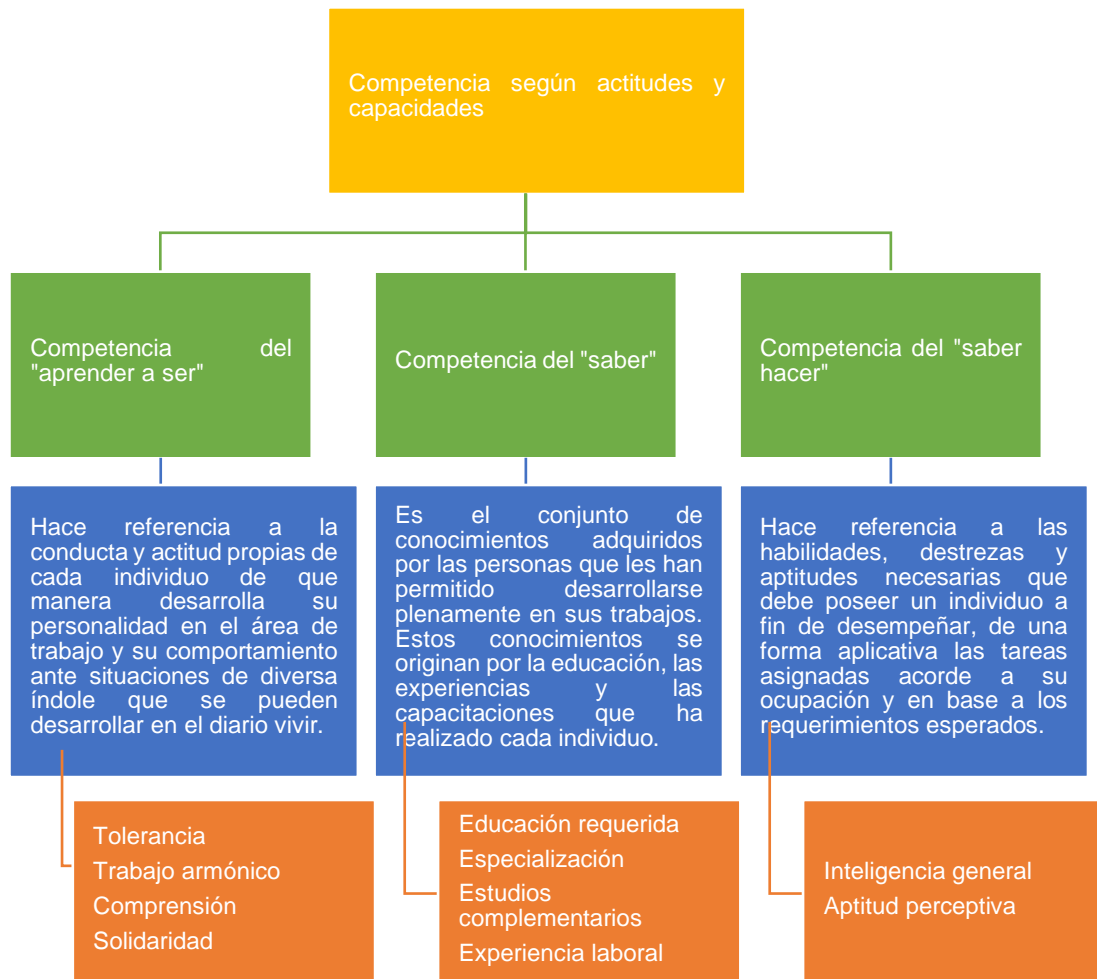 Competencia según actitudes y
capacidades
Competencia del
"aprender a ser"
Competencia del "saber"
Competencia del "saber
hacer"
Hace referencia a la
conducta y actitud propias de
cada individuo de que
manera desarrolla su
personalidad en el área de
trabajo y su comportamiento
ante situaciones de diversa
índole que se pueden
desarrollar en el diario vivir.
Es el conjunto de
conocimientos adquiridos
por las personas que les han
permitido desarrollarse
plenamente en sus trabajos.
Estos conocimientos se
originan por la educación, las
experiencias y las
capacitaciones que ha
realizado cada individuo.
Hace referencia a las
habilidades, destrezas y
aptitudes necesarias que
debe poseer un individuo a
fin de desempeñar, de una
forma aplicativa las tareas
asignadas acorde a su
ocupación y en base a los
requerimientos esperados.
Tolerancia
Trabajo armónico
Comprensión
Solidaridad
Educación requerida
Especialización
Estudios
complementarios
Experiencia laboral
Inteligencia general
Aptitud perceptiva